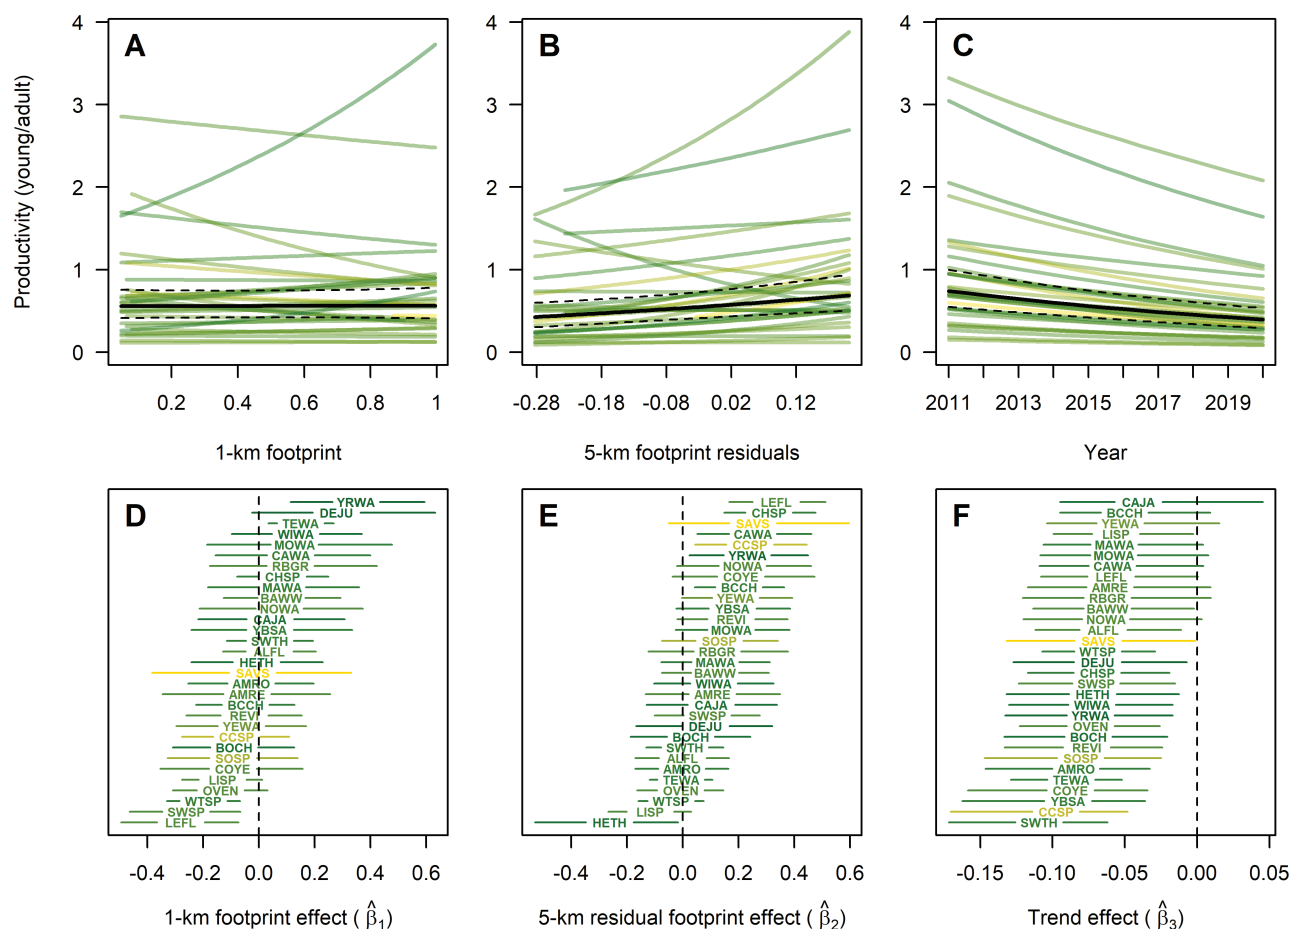 A
B
C
Productivity (young/adult)
4
3
2
1
0
4
3
2
1
0
4
3
2
1
0
0.2 0.4 0.6 0.8 1
-0.28 -0.18 -0.08 0.02 0.12
2011 2013 2015 2017 2019
1-km footprint
5-km footprint residuals
Year
D
YRWA
DEJU
TEWA
WIWA
MOWA
CAWA
RBGR
CHSP
MAWA
BAWW
NOWA
CAJA
YBSA
SWTH
ALFL
HETH
SAVS
AMRO
AMRE
BCCH
REVI
YEWA
CCSP
BOCH
SOSP
COYE
LISP
OVEN
WTSP
SWSP
LEFL
-0.4 -0.2 0.0 0.2 0.4 0.6
1-km footprint effect ( β̂1)
E
LEFL
CHSP
SAVS
CAWA
CCSP
YRWA
NOWA
COYE
BCCH
YEWA
YBSA
REVI
MOWA
SOSP
RBGR
MAWA
BAWW
WIWA
AMRE
CAJA
SWSP
DEJU
BOCH
SWTH
ALFL
AMRO
TEWA
OVEN
WTSP
LISP
HETH
-0.4 -0.2 0.0 0.2 0.4 0.6
5-km residual footprint effect ( β̂2)
F
CAJA
BCCH
YEWA
LISP
MAWA
MOWA
CAWA
LEFL
AMRE
RBGR
BAWW
NOWA
ALFL
SAVS
WTSP
DEJU
CHSP
SWSP
HETH
WIWA
YRWA
OVEN
BOCH
REVI
SOSP
AMRO
TEWA
COYE
YBSA
CCSP
SWTH
-0.15 -0.10 -0.05 0.00 0.05
Trend effect ( β̂3)